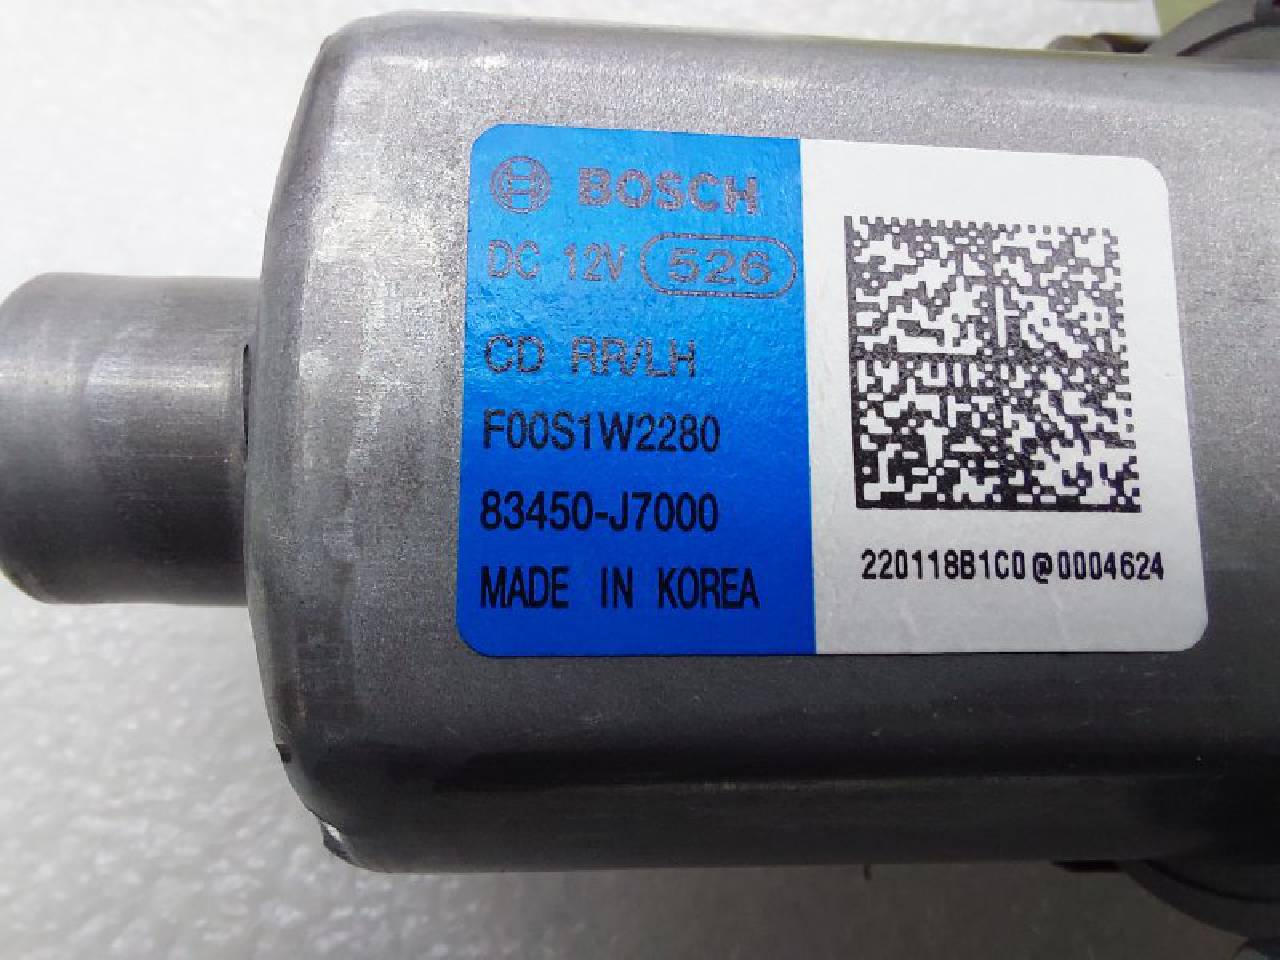 BOSCH
DC 12V 526
CD RR/LH
F00S1W2280
83450-J7000
MADE IN KOREA
220118B1C0@0004624